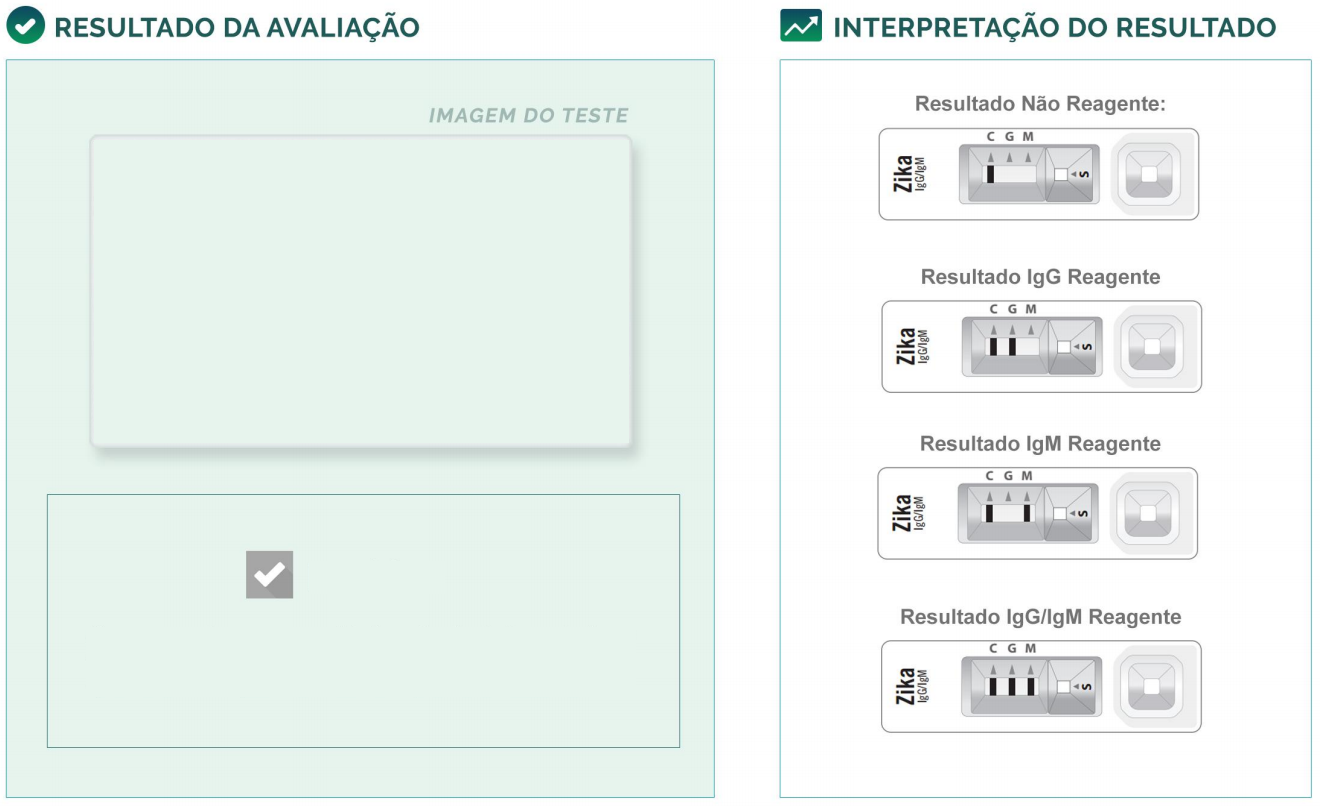 RESULTADO DA AVALIAÇÃO
IMAGEM DO TESTE
INTERPRETAÇÃO DO RESULTADO
Resultado Não Reagente:
C G M
Zika
IgG/IgM
S
Resultado IgG Reagente
C G M
Zika
IgG/IgM
S
Resultado IgM Reagente
C G M
Zika
IgG/IgM
S
Resultado IgG/IgM Reagente
C G M
Zika
IgG/IgM
S